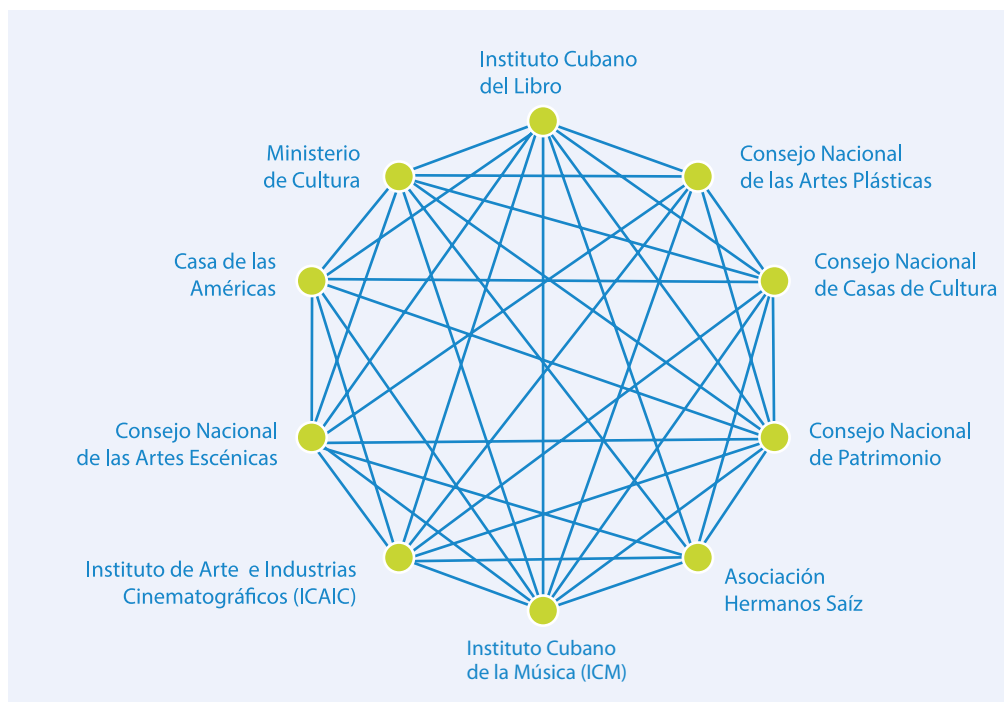 Instituto Cubano
del Libro
Ministerio
de Cultura
Consejo Nacional
de las Artes Plásticas
Casa de las
Américas
Consejo Nacional
de Casas de Cultura
Consejo Nacional
de las Artes Escénicas
Consejo Nacional
de Patrimonio
Instituto de Arte e Industrias
Cinematográficos (ICAIC)
Asociación
Hermanos Saíz
Instituto Cubano
de la Música (ICM)